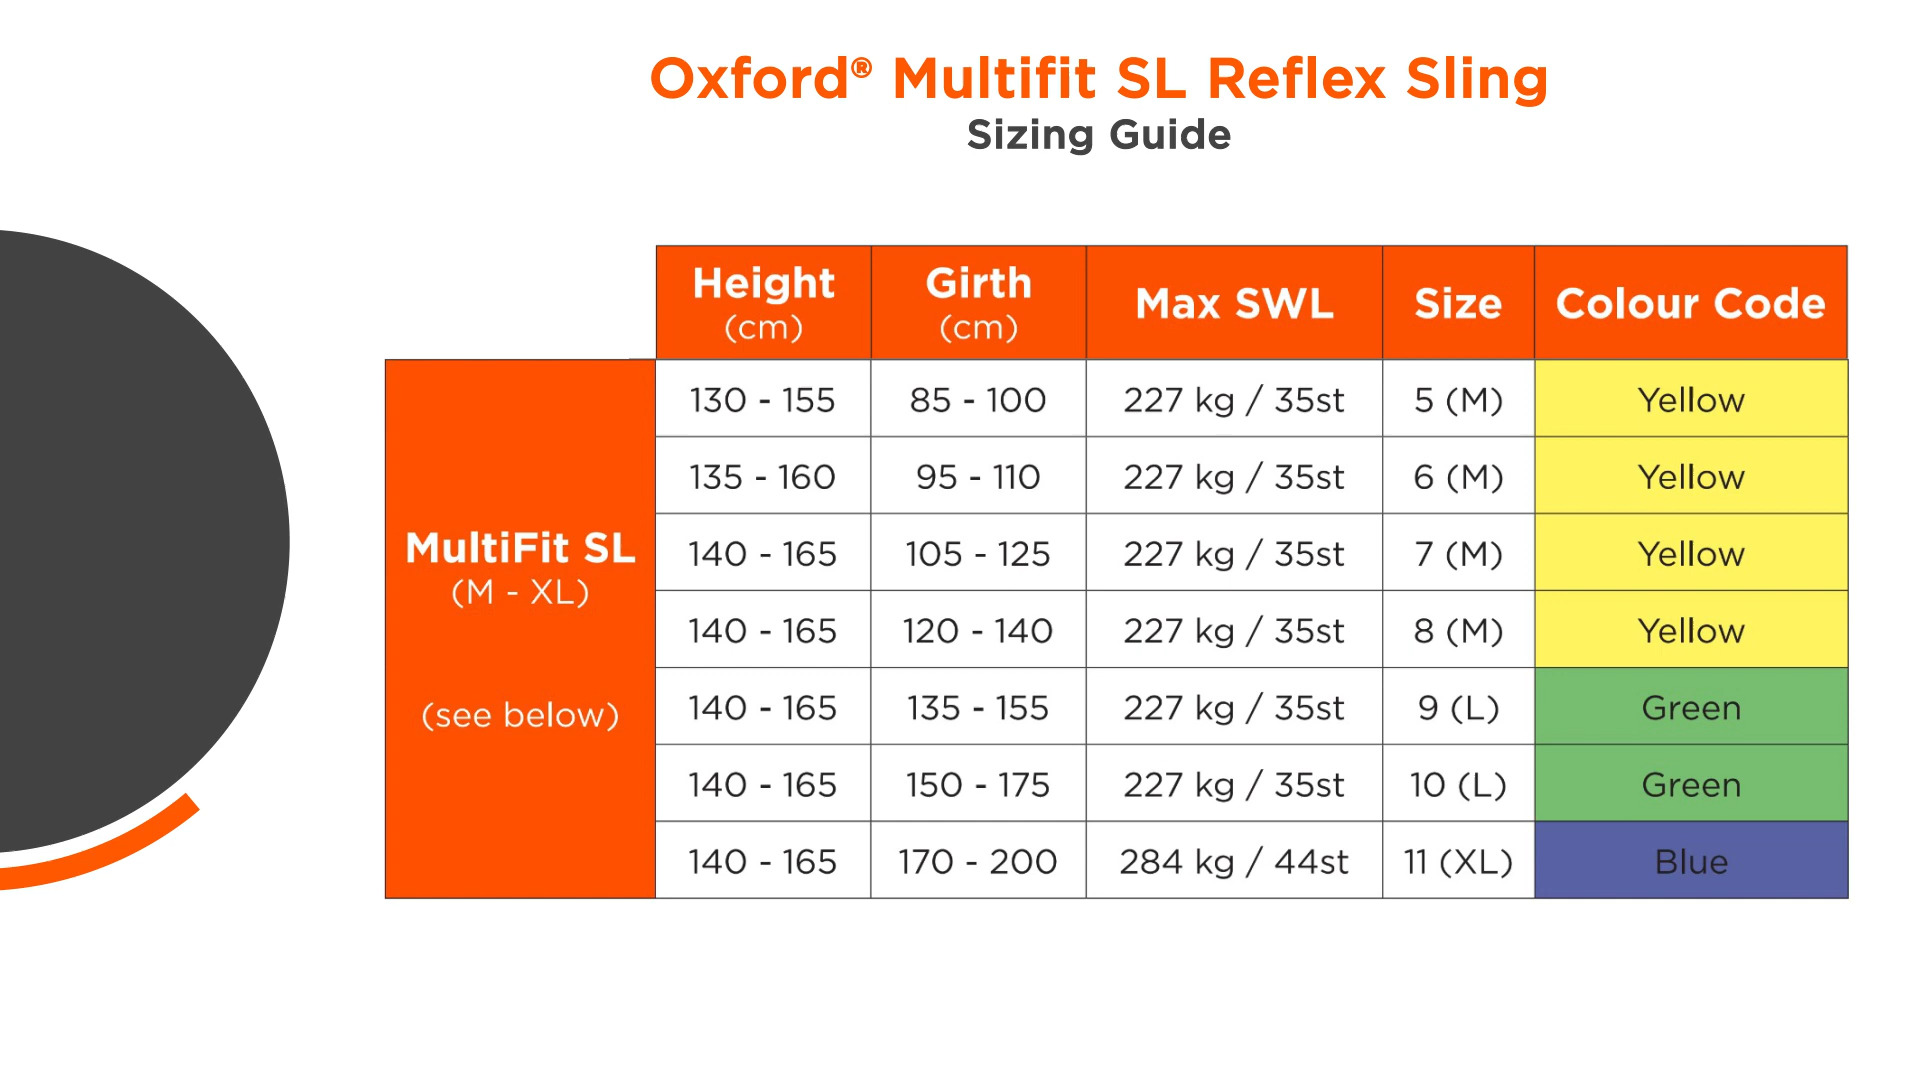 Oxford® Multifit SL Reflex Sling
Sizing Guide
Height (cm) Girth (cm) Max SWL Size Colour Code
MultiFit SL
(M - XL)
(see below)
130 - 155 85 - 100 227 kg / 35st 5 (M) Yellow
135 - 160 95 - 110 227 kg / 35st 6 (M) Yellow
140 - 165 105 - 125 227 kg / 35st 7 (M) Yellow
140 - 165 120 - 140 227 kg / 35st 8 (M) Yellow
140 - 165 135 - 155 227 kg / 35st 9 (L) Green
140 - 165 150 - 175 227 kg / 35st 10 (L) Green
140 - 165 170 - 200 284 kg / 44st 11 (XL) Blue